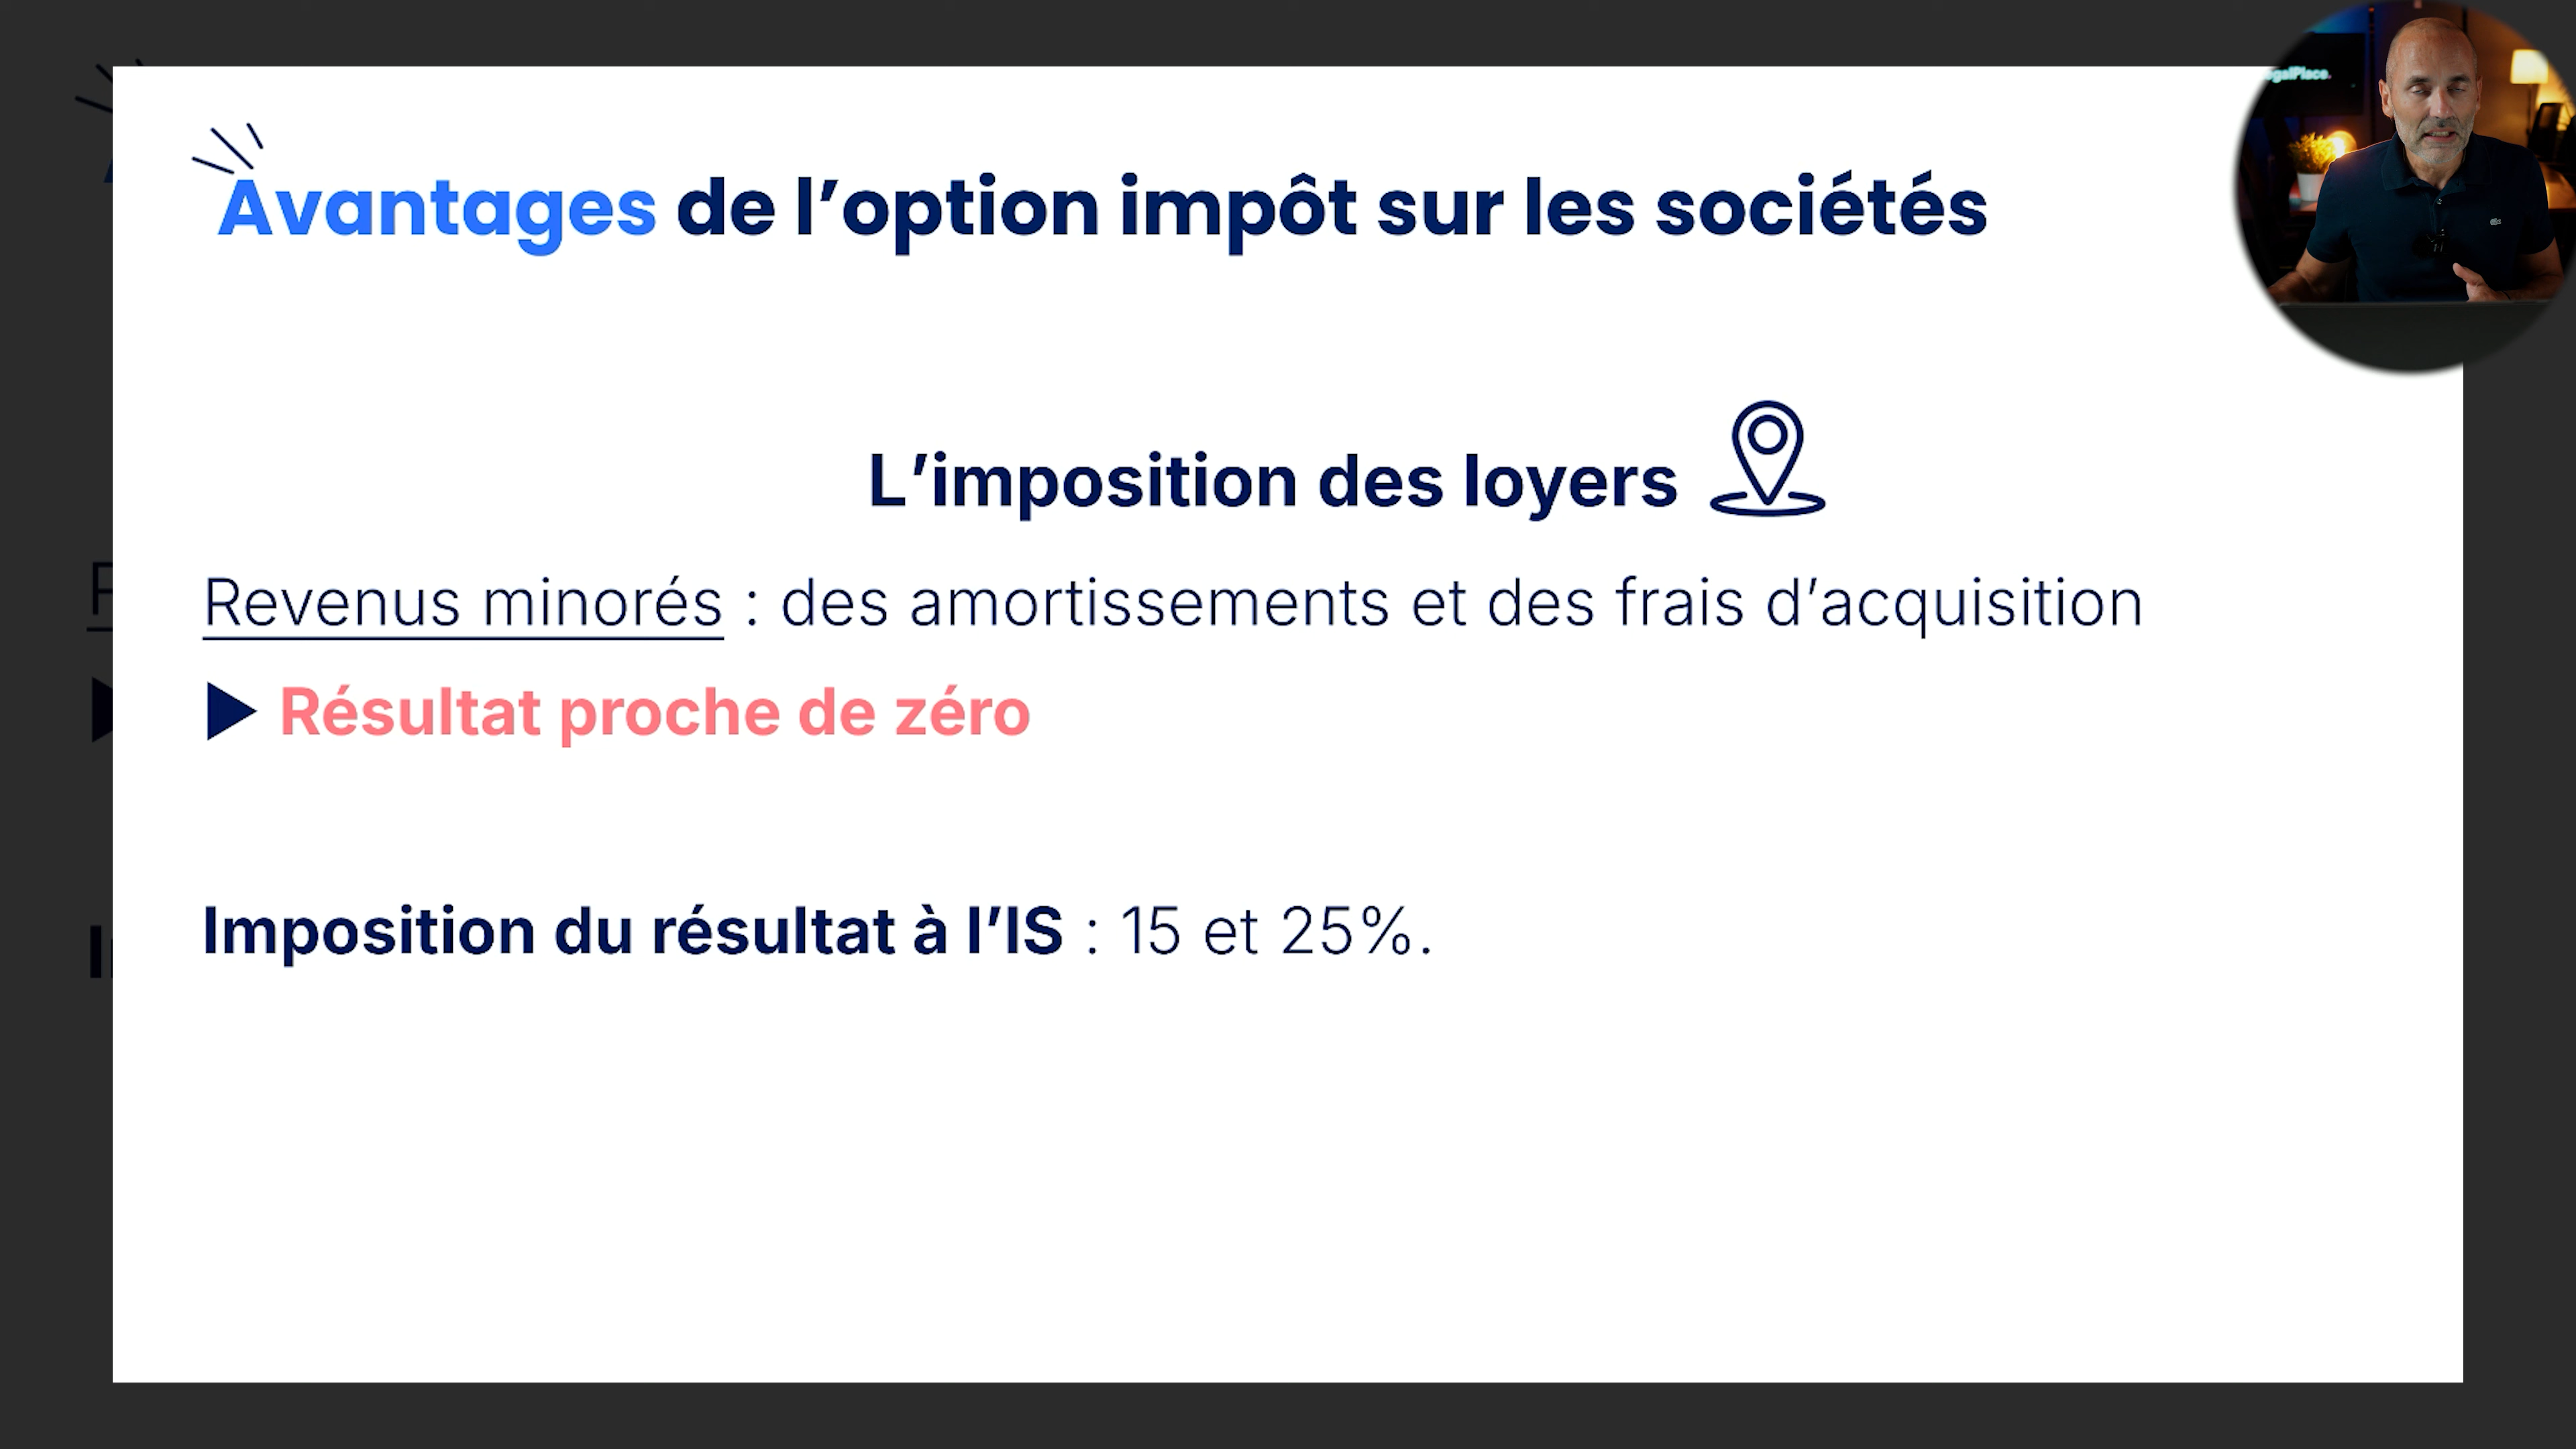 Avantages de l’option impôt sur les sociétés
L’imposition des loyers
Revenus minorés : des amortissements et des frais d’acquisition
Résultat proche de zéro
Imposition du résultat à l’IS : 15 et 25%.